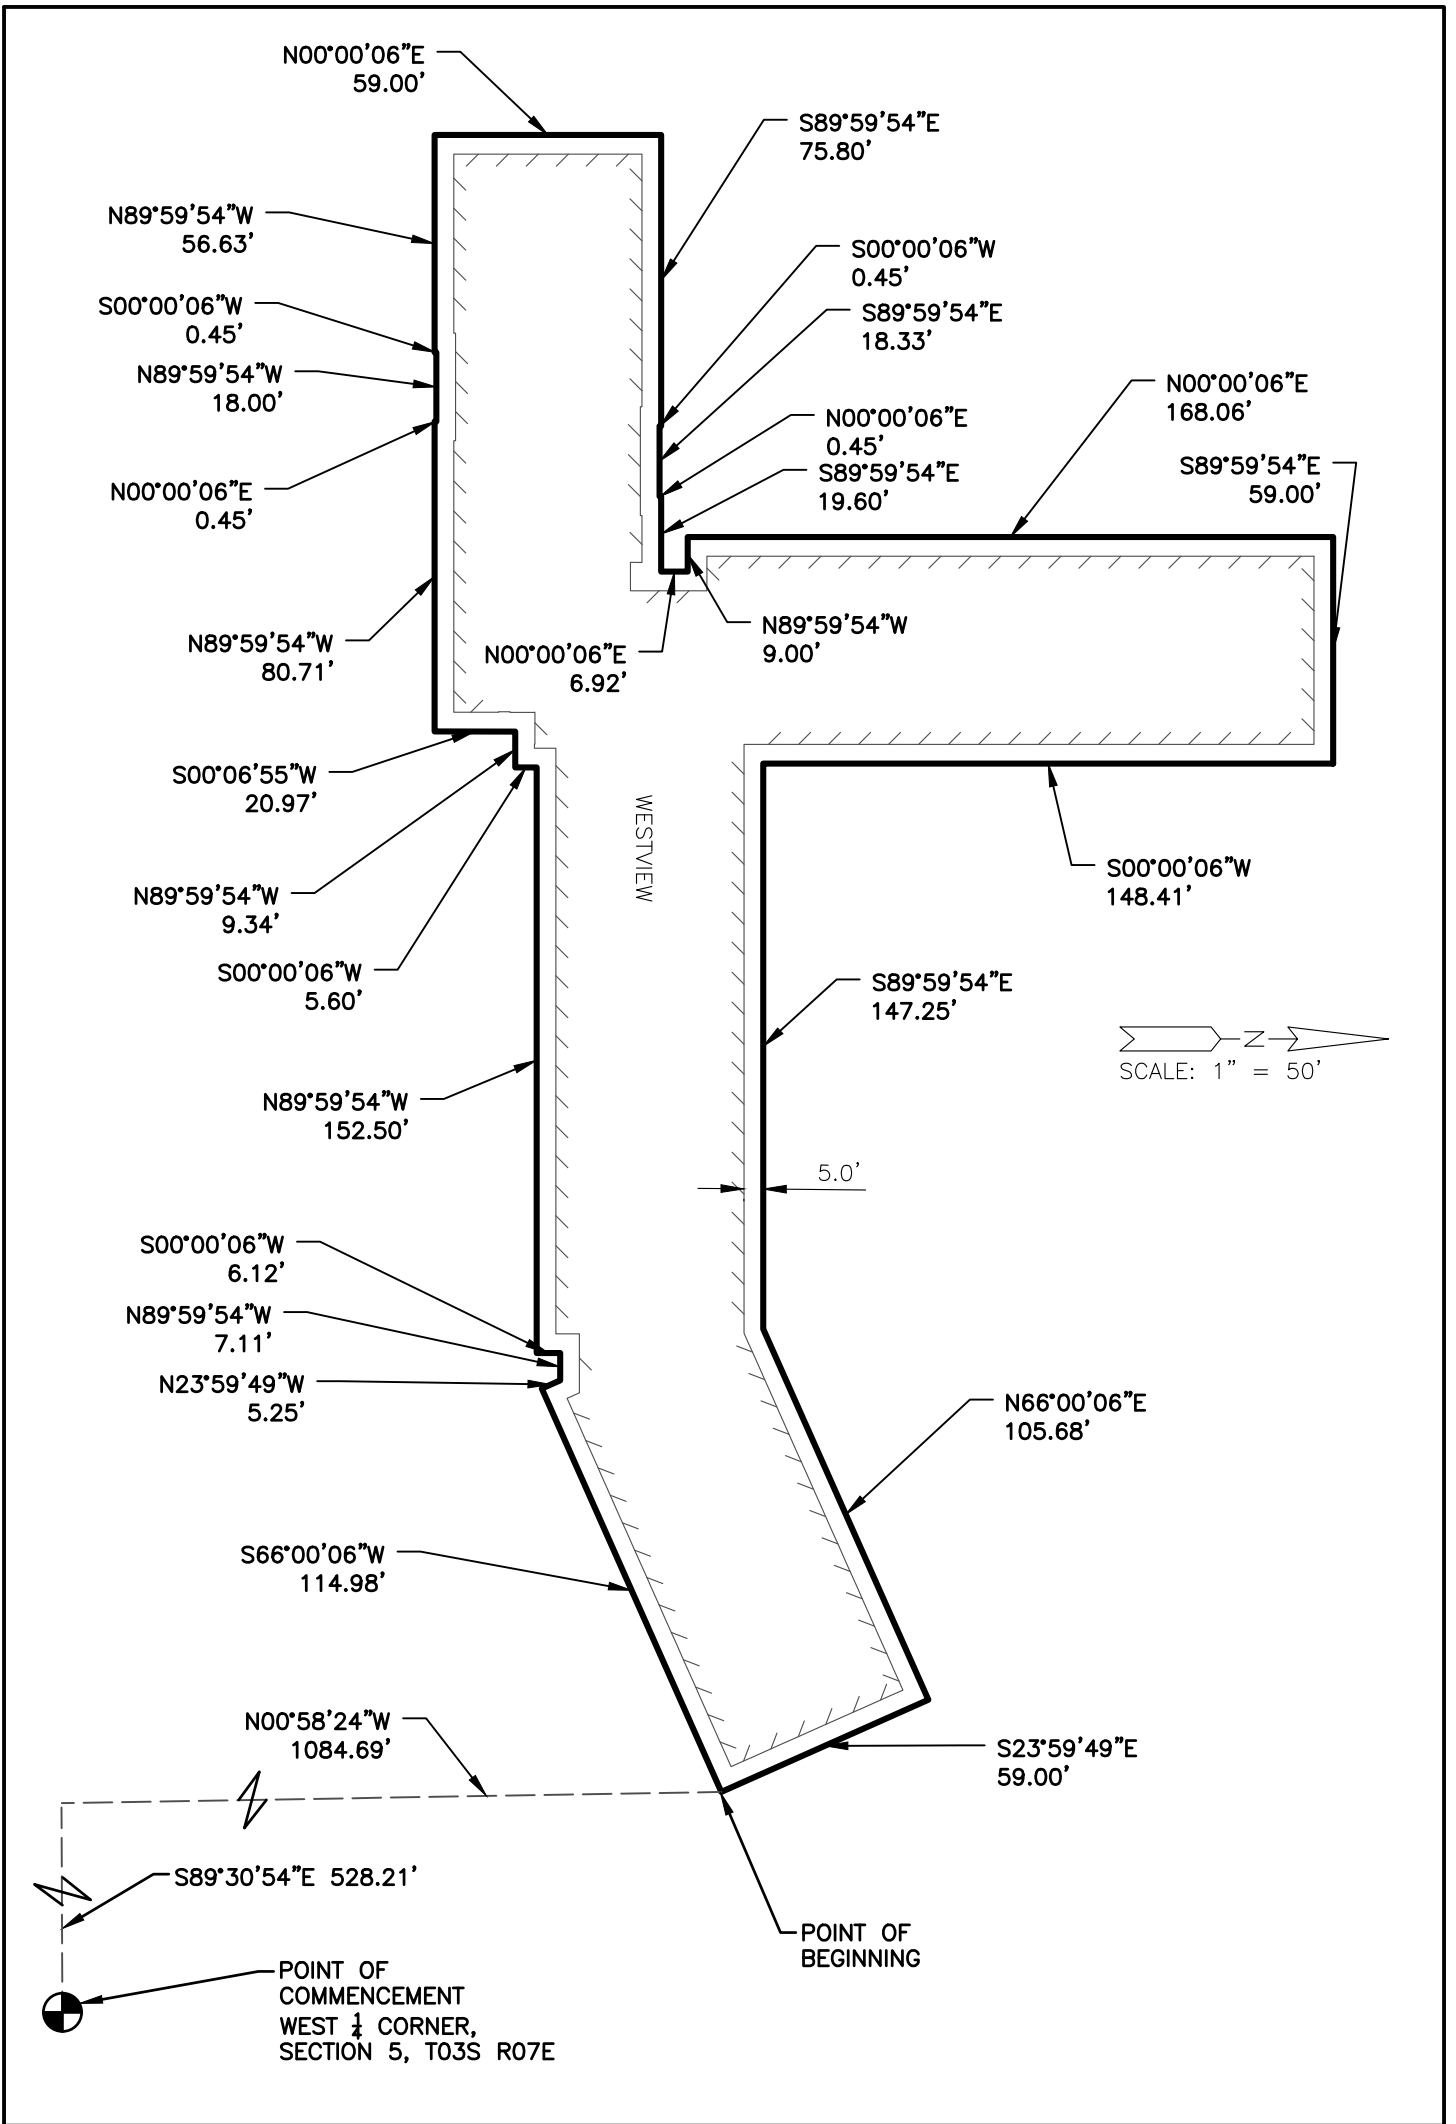 N00°00'06"E
59.00'
S89°59'54"E
75.80'
N89°59'54"W
56.63'
S00°00'06"W
0.45'
S00°00'06"W
0.45'
S89°59'54"E
18.33'
N89°59'54"W
18.00'
N00°00'06"E
168.06'
N00°00'06"E
0.45'
S89°59'54"E
59.00'
S89°59'54"E
19.60'
N00°00'06"E
0.45'
N89°59'54"W
9.00'
N89°59'54"W
80.71'
N00°00'06"E
6.92'
S00°06'55"W
20.97'
WESTVIEW
S00°00'06"W
148.41'
N89°59'54"W
9.34'
S00°00'06"W
5.60'
S89°59'54"E
147.25'
N
SCALE: 1" = 50'
N89°59'54"W
152.50'
5.0'
S00°00'06"W
6.12'
N89°59'54"W
7.11'
N23°59'49"W
5.25'
N66°00'06"E
105.68'
S66°00'06"W
114.98'
N00°58'24"W
1084.69'
S23°59'49"E
59.00'
S89°30'54"E 528.21'
POINT OF
BEGINNING
POINT OF
COMMENCEMENT
WEST 1/4 CORNER,
SECTION 5, T03S R07E